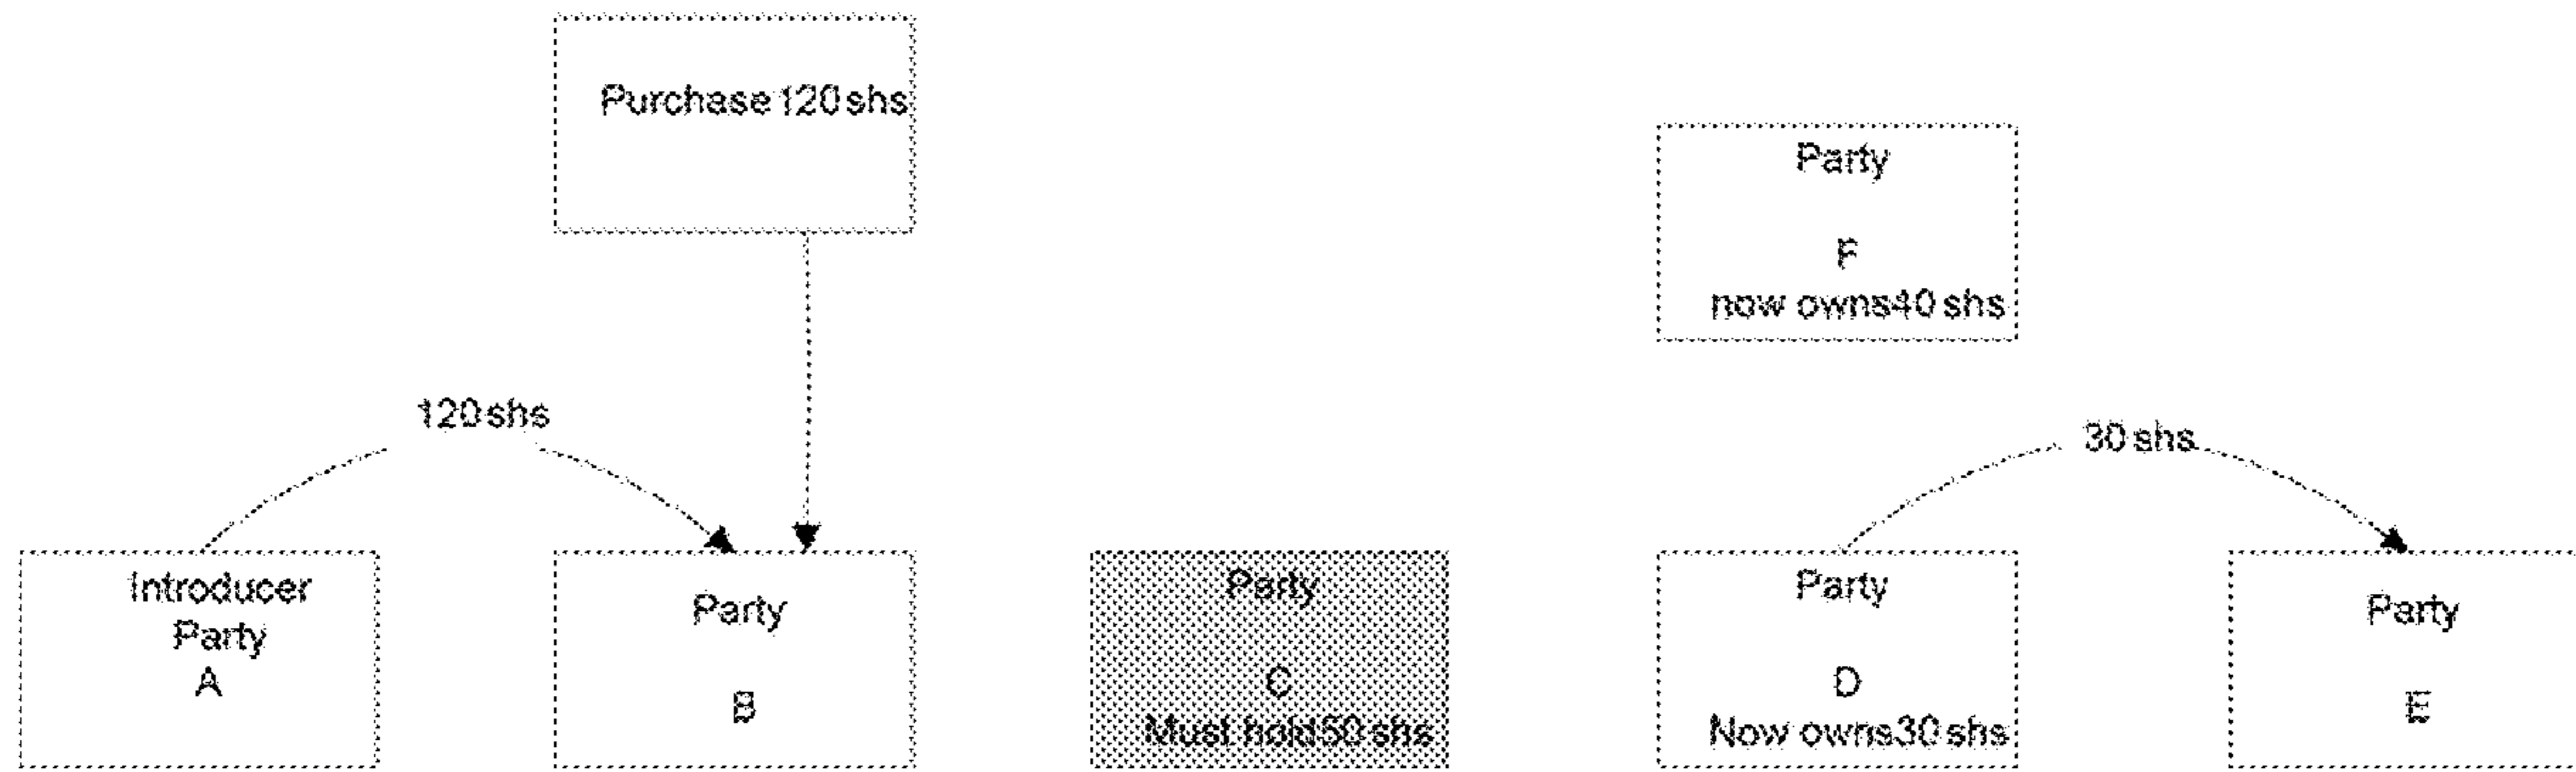 Purchase 120 shs
Party
F
now owns 40 shs
120 shs
30 shs
Introducer
Party
A
Party
B
Party
C
Must hold 50 shs
Party
D
Now owns 30 shs
Party
E